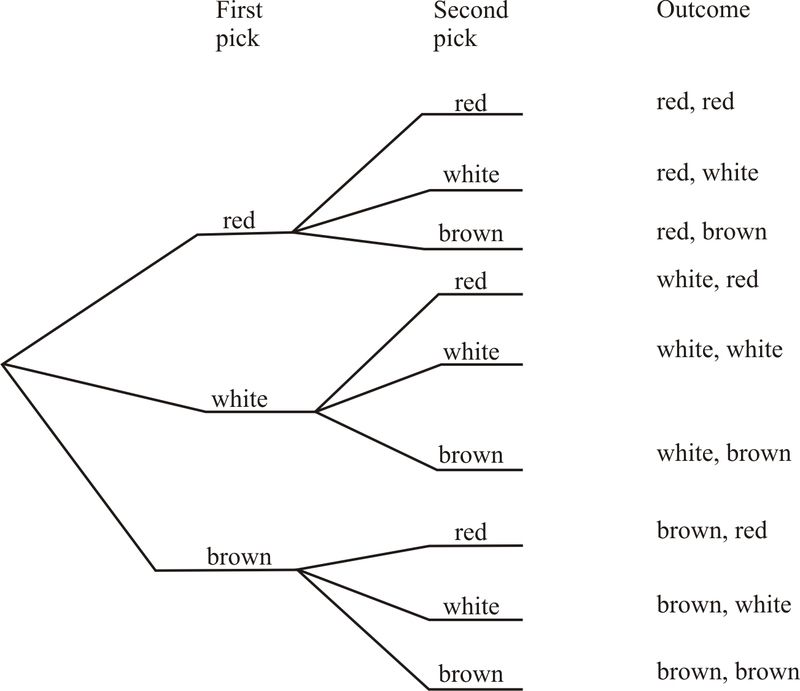 First pick
Second pick
Outcome
red
red, red
white
red, white
red
brown
red, brown
red
white, red
white
white, white
white
brown
white, brown
red
brown, red
brown
white
brown, white
brown
brown, brown